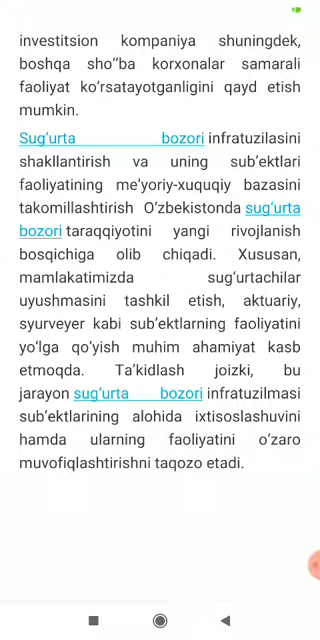 investitsion kompaniya shuningdek,
boshqa sho‘‘ba korxonalar samarali
faoliyat ko‘rsatayotganligini qayd etish
mumkin.
Sug‘urta bozori infratuzilasini
shakllantirish va uning sub’ektlari
faoliyatining me’yoriy-xuquqiy bazasini
takomillashtirish O‘zbekistonda sug‘urta
bozori taraqqiyotini yangi rivojlanish
bosqichiga olib chiqadi. Xususan,
mamlakatimizda sug‘urtachilar
uyushmasini tashkil etish, aktuariy,
syurveyer kabi sub’ektlarning faoliyatini
yo‘lga qo‘yish muhim ahamiyat kasb
etmoqda. Ta’kidlash joizki, bu
jarayon sug‘urta bozori infratuzilmasi
sub’ektlarining alohida ixtisoslashuvini
hamda ularning faoliyatini o‘zaro
muvofiqlashtirishni taqozo etadi.